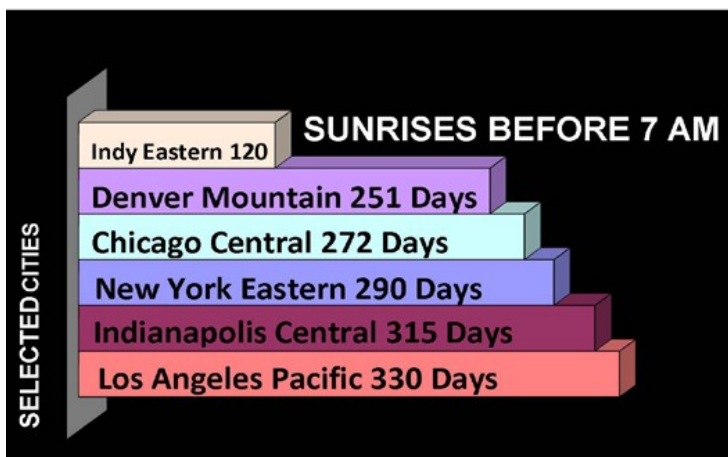 SUNRISES BEFORE 7 AM
Indy Eastern 120
Denver Mountain 251 Days
Chicago Central 272 Days
New York Eastern 290 Days
Indianapolis Central 315 Days
Los Angeles Pacific 330 Days
SELECTED CITIES